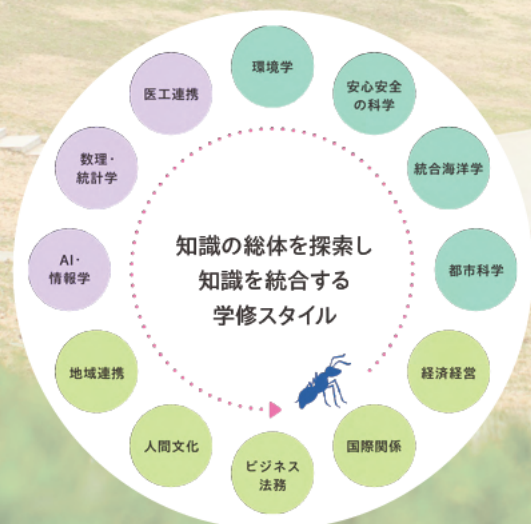 環境学
安心安全
の科学
統合海洋学
都市科学
経済経営
国際関係
ビジネス
法務
人間文化
地域連携
AI・
情報学
数理・
統計学
医工連携
知識の総体を探索し
知識を統合する
学修スタイル